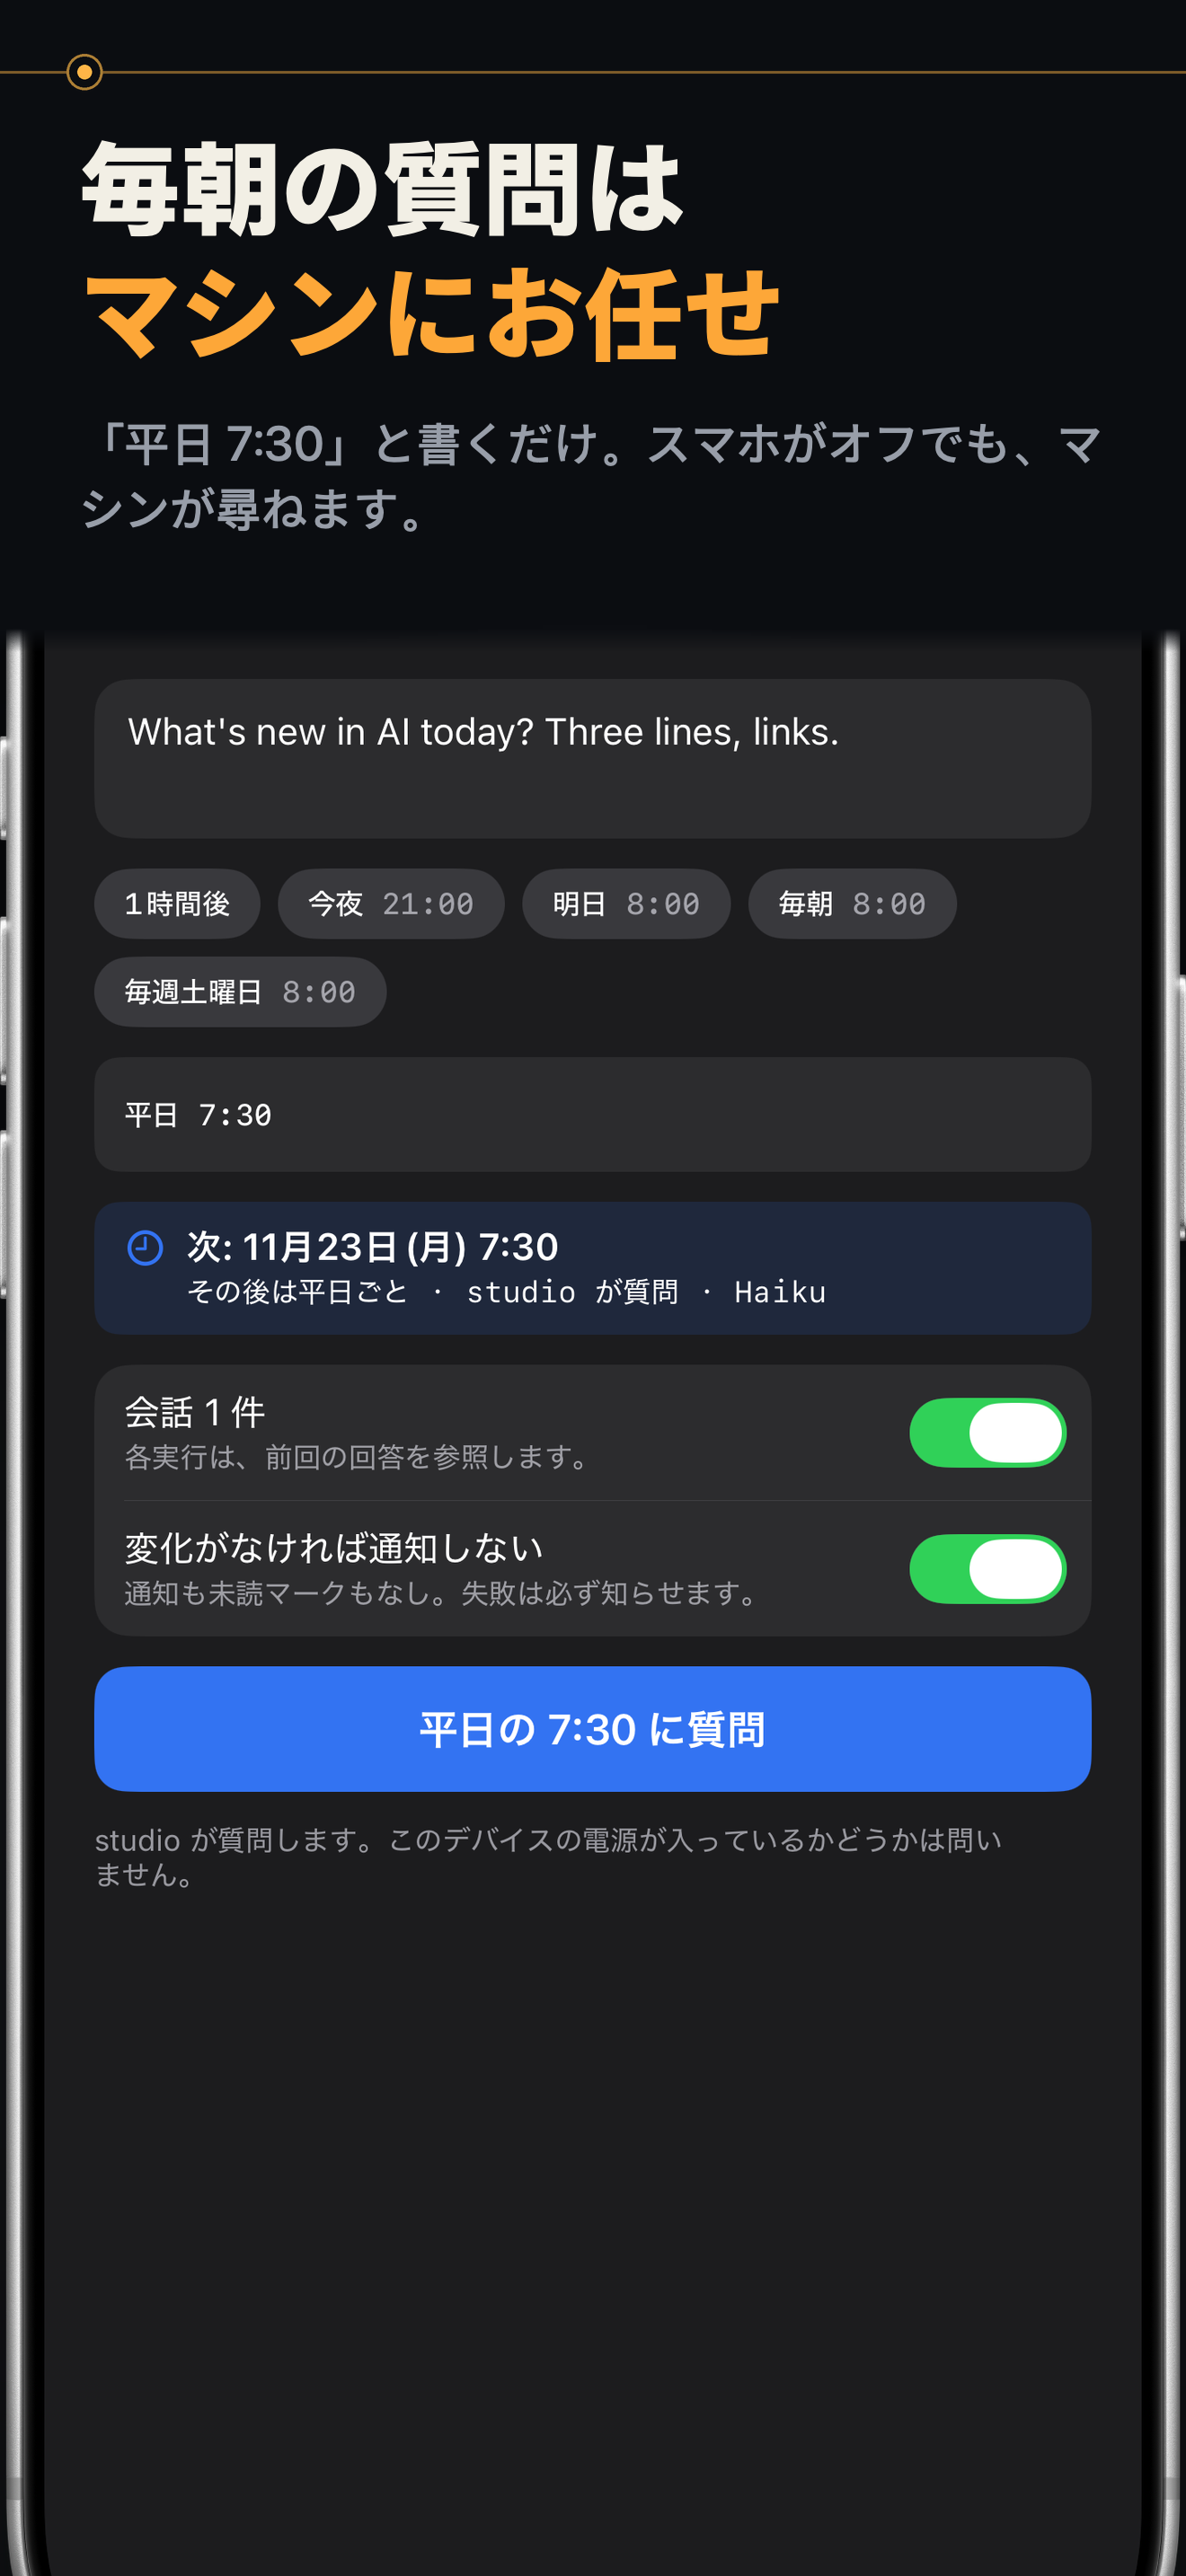 毎朝の質問は
マシンにお任せ
「平日 7:30」と書くだけ。スマホがオフでも、マ
シンが尋ねます。
What's new in AI today? Three lines, links.
1時間後
今夜 21:00
明日 8:00
毎朝 8:00
毎週土曜日 8:00
平日 7:30
次: 11月23日 (月) 7:30
その後は平日ごと · studio が質問 · Haiku
会話 1 件
各実行は、前回の回答を参照します。
変化がなければ通知しない
通知も未読マークもなし。失敗は必ず知らせます。
平日の 7:30 に質問
studio が質問します。このデバイスの電源が入っているかどうかは問い
ません。